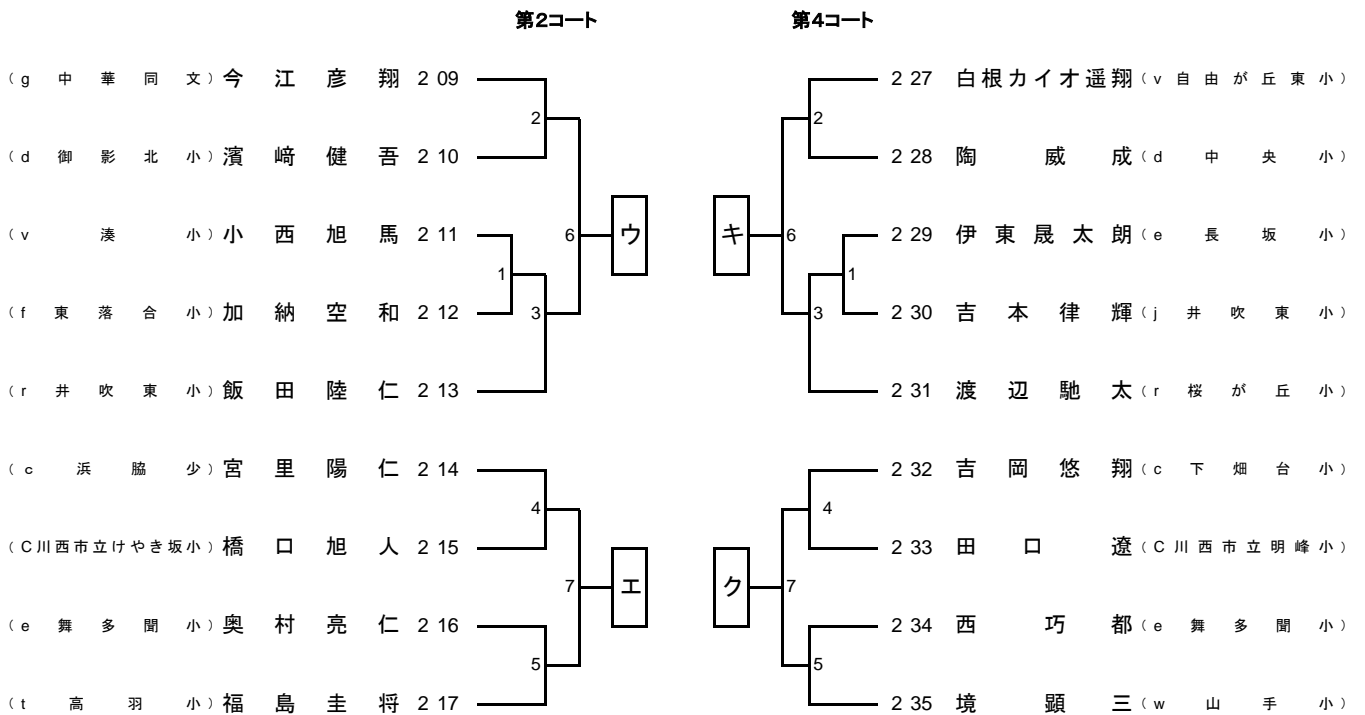 第2コート 第4コート
（g 中華同文）今江彦翔 2 09
2 27 白根カイオ遥翔（v 自由が丘東小）
2
2
（d 御影北小）濱﨑健吾 2 10
2 28 陶威成（d 中央小）
（v 湊小）小西旭馬 2 11
6 ウ
キ 6
2 29 伊東晟太朗（e 長坂小）
1
1
（f 東落合小）加納空和 2 12
3
3
2 30 吉本律輝（j 井吹東小）
（r 井吹東小）飯田陸仁 2 13
2 31 渡辺馳太（r 桜が丘小）
（c 浜脇少）宮里陽仁 2 14
2 32 吉岡悠翔（c 下畑台小）
4
4
（C川西市立けやき坂小）橋口旭人 2 15
2 33 田口遼（C川西市立明峰小）
7 エ
ク 7
（e 舞多聞小）奥村亮仁 2 16
2 34 西巧都（e 舞多聞小）
5
5
（t 高羽小）福島圭将 2 17
2 35 境顕三（w 山手小）